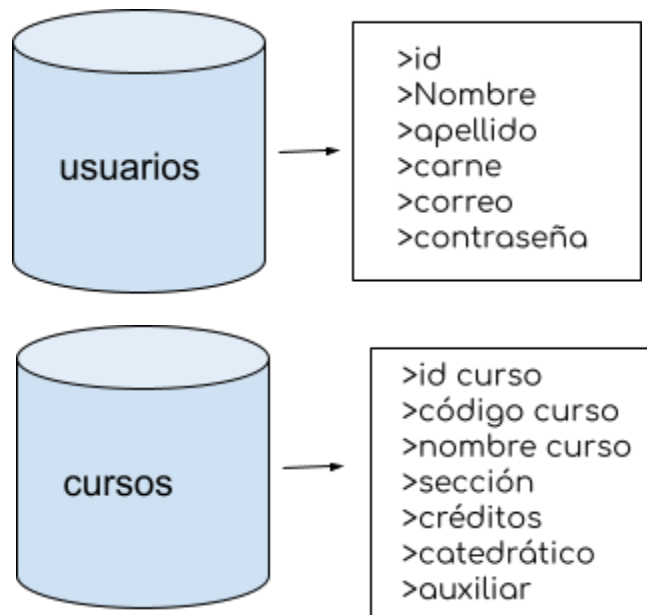 usuarios
>id
>Nombre
>apellido
>carne
>correo
>contraseña
cursos
>id curso
>código curso
>nombre curso
>sección
>créditos
>catedrático
>auxiliar